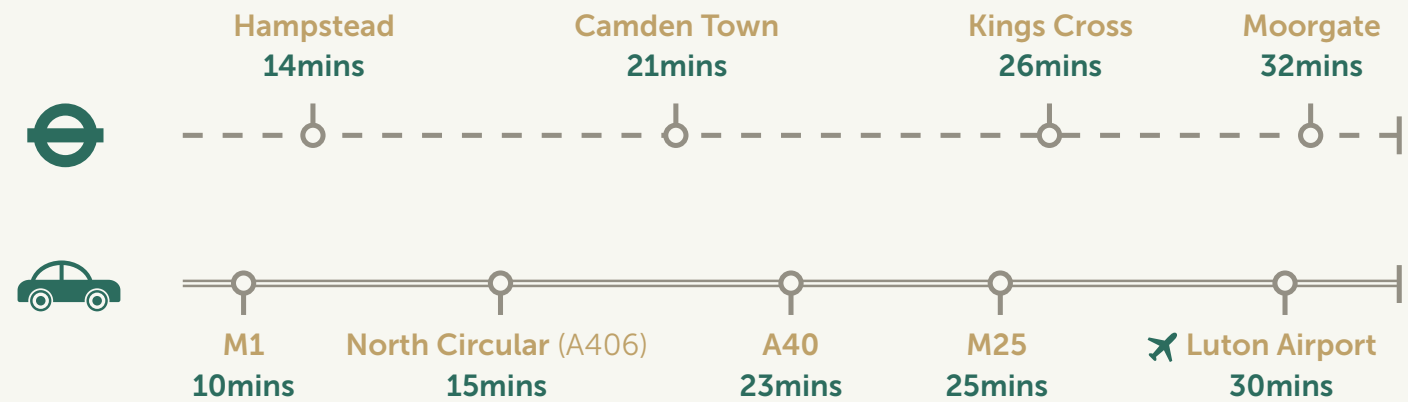 Hampstead Camden Town Kings Cross Moorgate
14mins 21mins 26mins 32mins
M1 North Circular (A406) A40 M25 Luton Airport
10mins 15mins 23mins 25mins 30mins